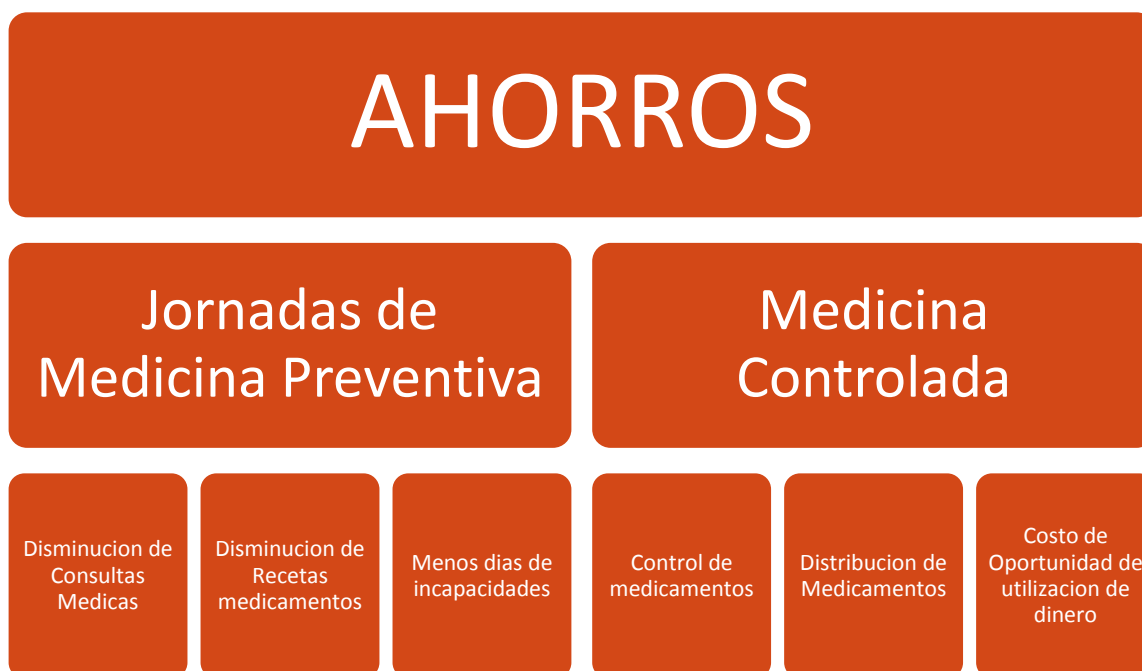 AHORROS
Jornadas de
Medicina Preventiva
Medicina
Controlada
Disminucion de
Consultas
Medicas
Disminucion de
Recetas
medicamentos
Menos dias de
incapacidades
Control de
medicamentos
Distribucion de
Medicamentos
Costo de
Oportunidad de
utilizacion de
dinero